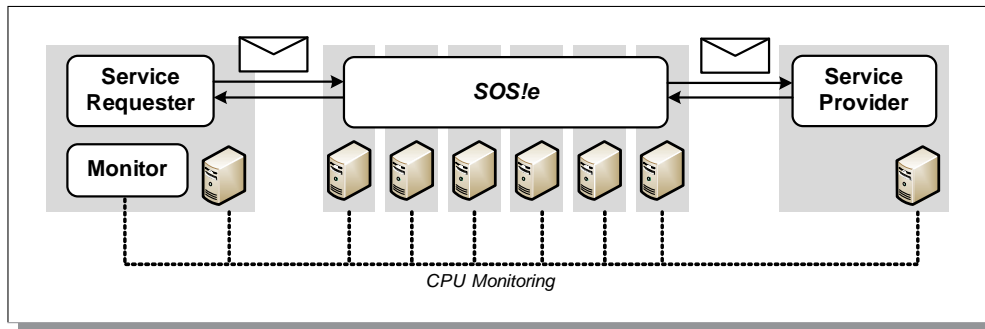 Service
Requester
SOS!e
Service
Provider
Monitor
CPU Monitoring